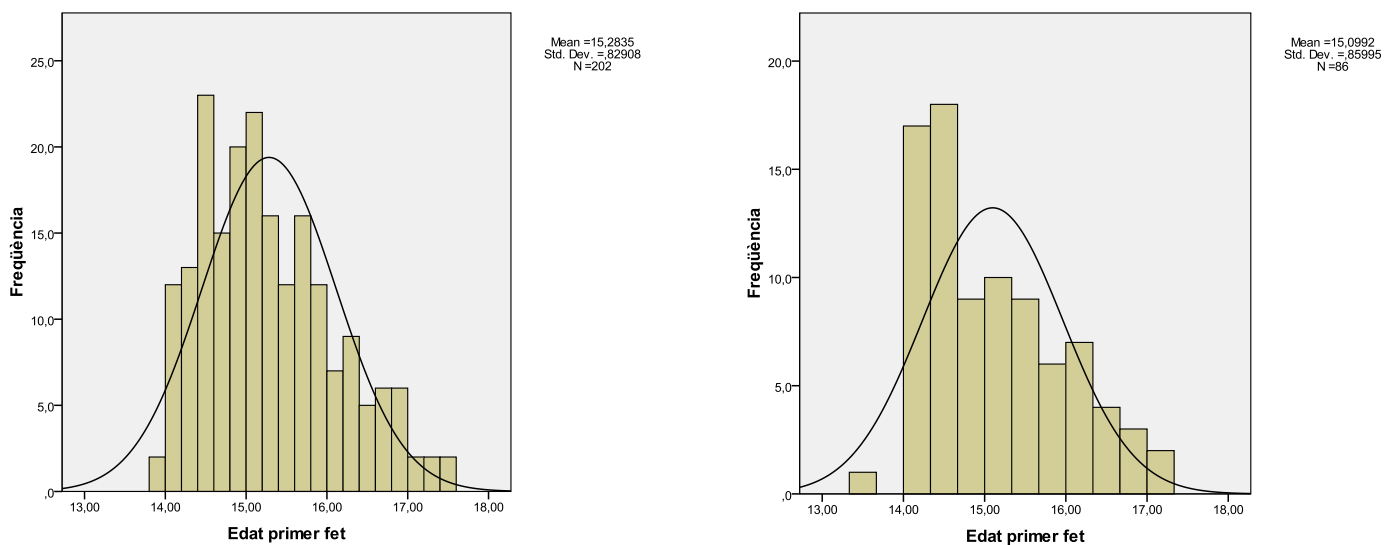 Mean =15,2835
Std. Dev. =,82908
N =202
25,0
20,0
15,0
10,0
5,0
,0
Freqüència
13,00 14,00 15,00 16,00 17,00 18,00
Edat primer fet
Mean =15,0992
Std. Dev. =,85995
N =86
20,0
15,0
10,0
5,0
,0
Freqüència
13,00 14,00 15,00 16,00 17,00 18,00
Edat primer fet